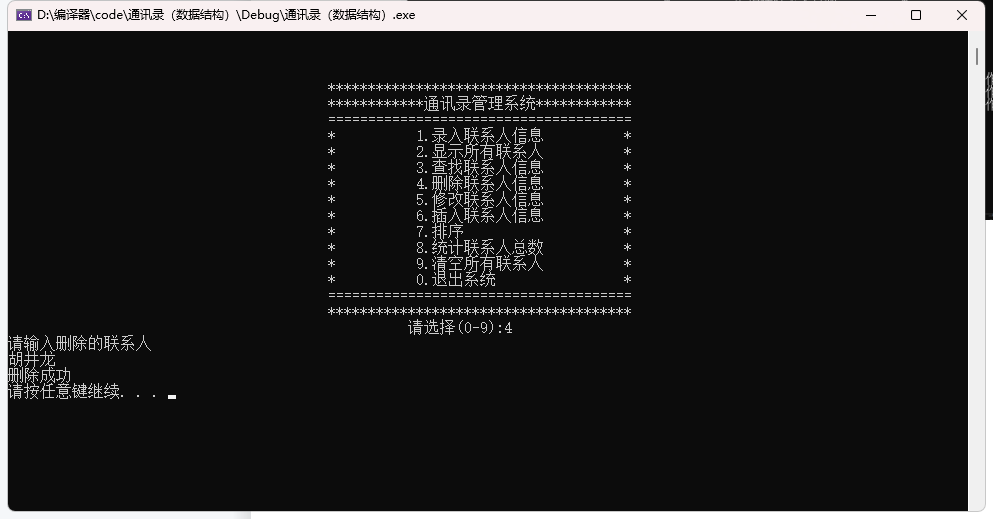 D:\编译器\code\通讯录（数据结构）\Debug\通讯录（数据结构）.exe
**************************************
************通讯录管理系统************
======================================
* 1.录入联系人信息 *
* 2.显示所有联系人 *
* 3.查找联系人信息 *
* 4.删除联系人信息 *
* 5.修改联系人信息 *
* 6.插入联系人信息 *
* 7.排序 *
* 8.统计联系人总数 *
* 9.清空所有联系人 *
* 0.退出系统 *
======================================
**************************************
请选择(0-9):4
请输入删除的联系人
胡井龙
删除成功
请按任意键继续. . .